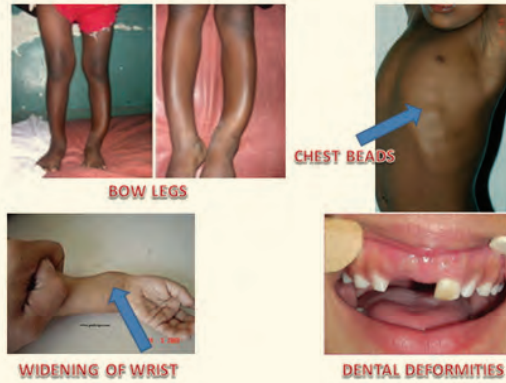 CHEST BEADS
BOW LEGS
WIDENING OF WRIST
DENTAL DEFORMITIES